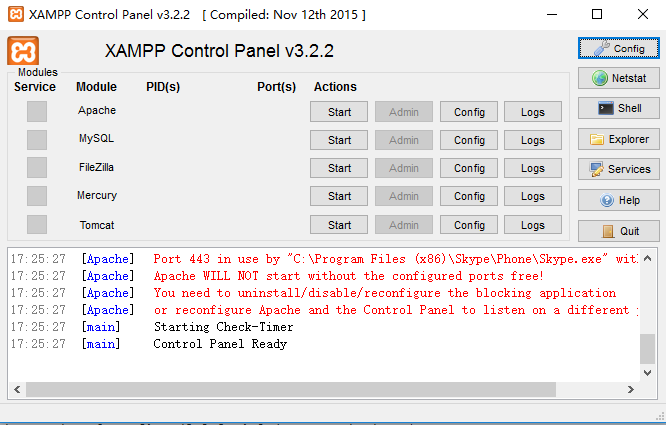 XAMPP Control Panel v3.2.2 [ Compiled: Nov 12th 2015 ]
XAMPP Control Panel v3.2.2
Config
Modules
Service Module PID(s) Port(s) Actions
Netstat
Apache Start Admin Config Logs
Shell
MySQL Start Admin Config Logs
Explorer
FileZilla Start Admin Config Logs
Services
Mercury Start Admin Config Logs
Help
Tomcat Start Admin Config Logs
Quit
17:25:27 [Apache] Port 443 in use by "C:\Program Files (x86)\Skype\Phone\Skype.exe"
17:25:27 [Apache] Apache WILL NOT start without the configured ports free!
17:25:27 [Apache] You need to uninstall/disable/reconfigure the blocking application
17:25:27 [Apache] or reconfigure Apache and the Control Panel to listen on a different
17:25:27 [main] Starting Check-Timer
17:25:27 [main] Control Panel Ready